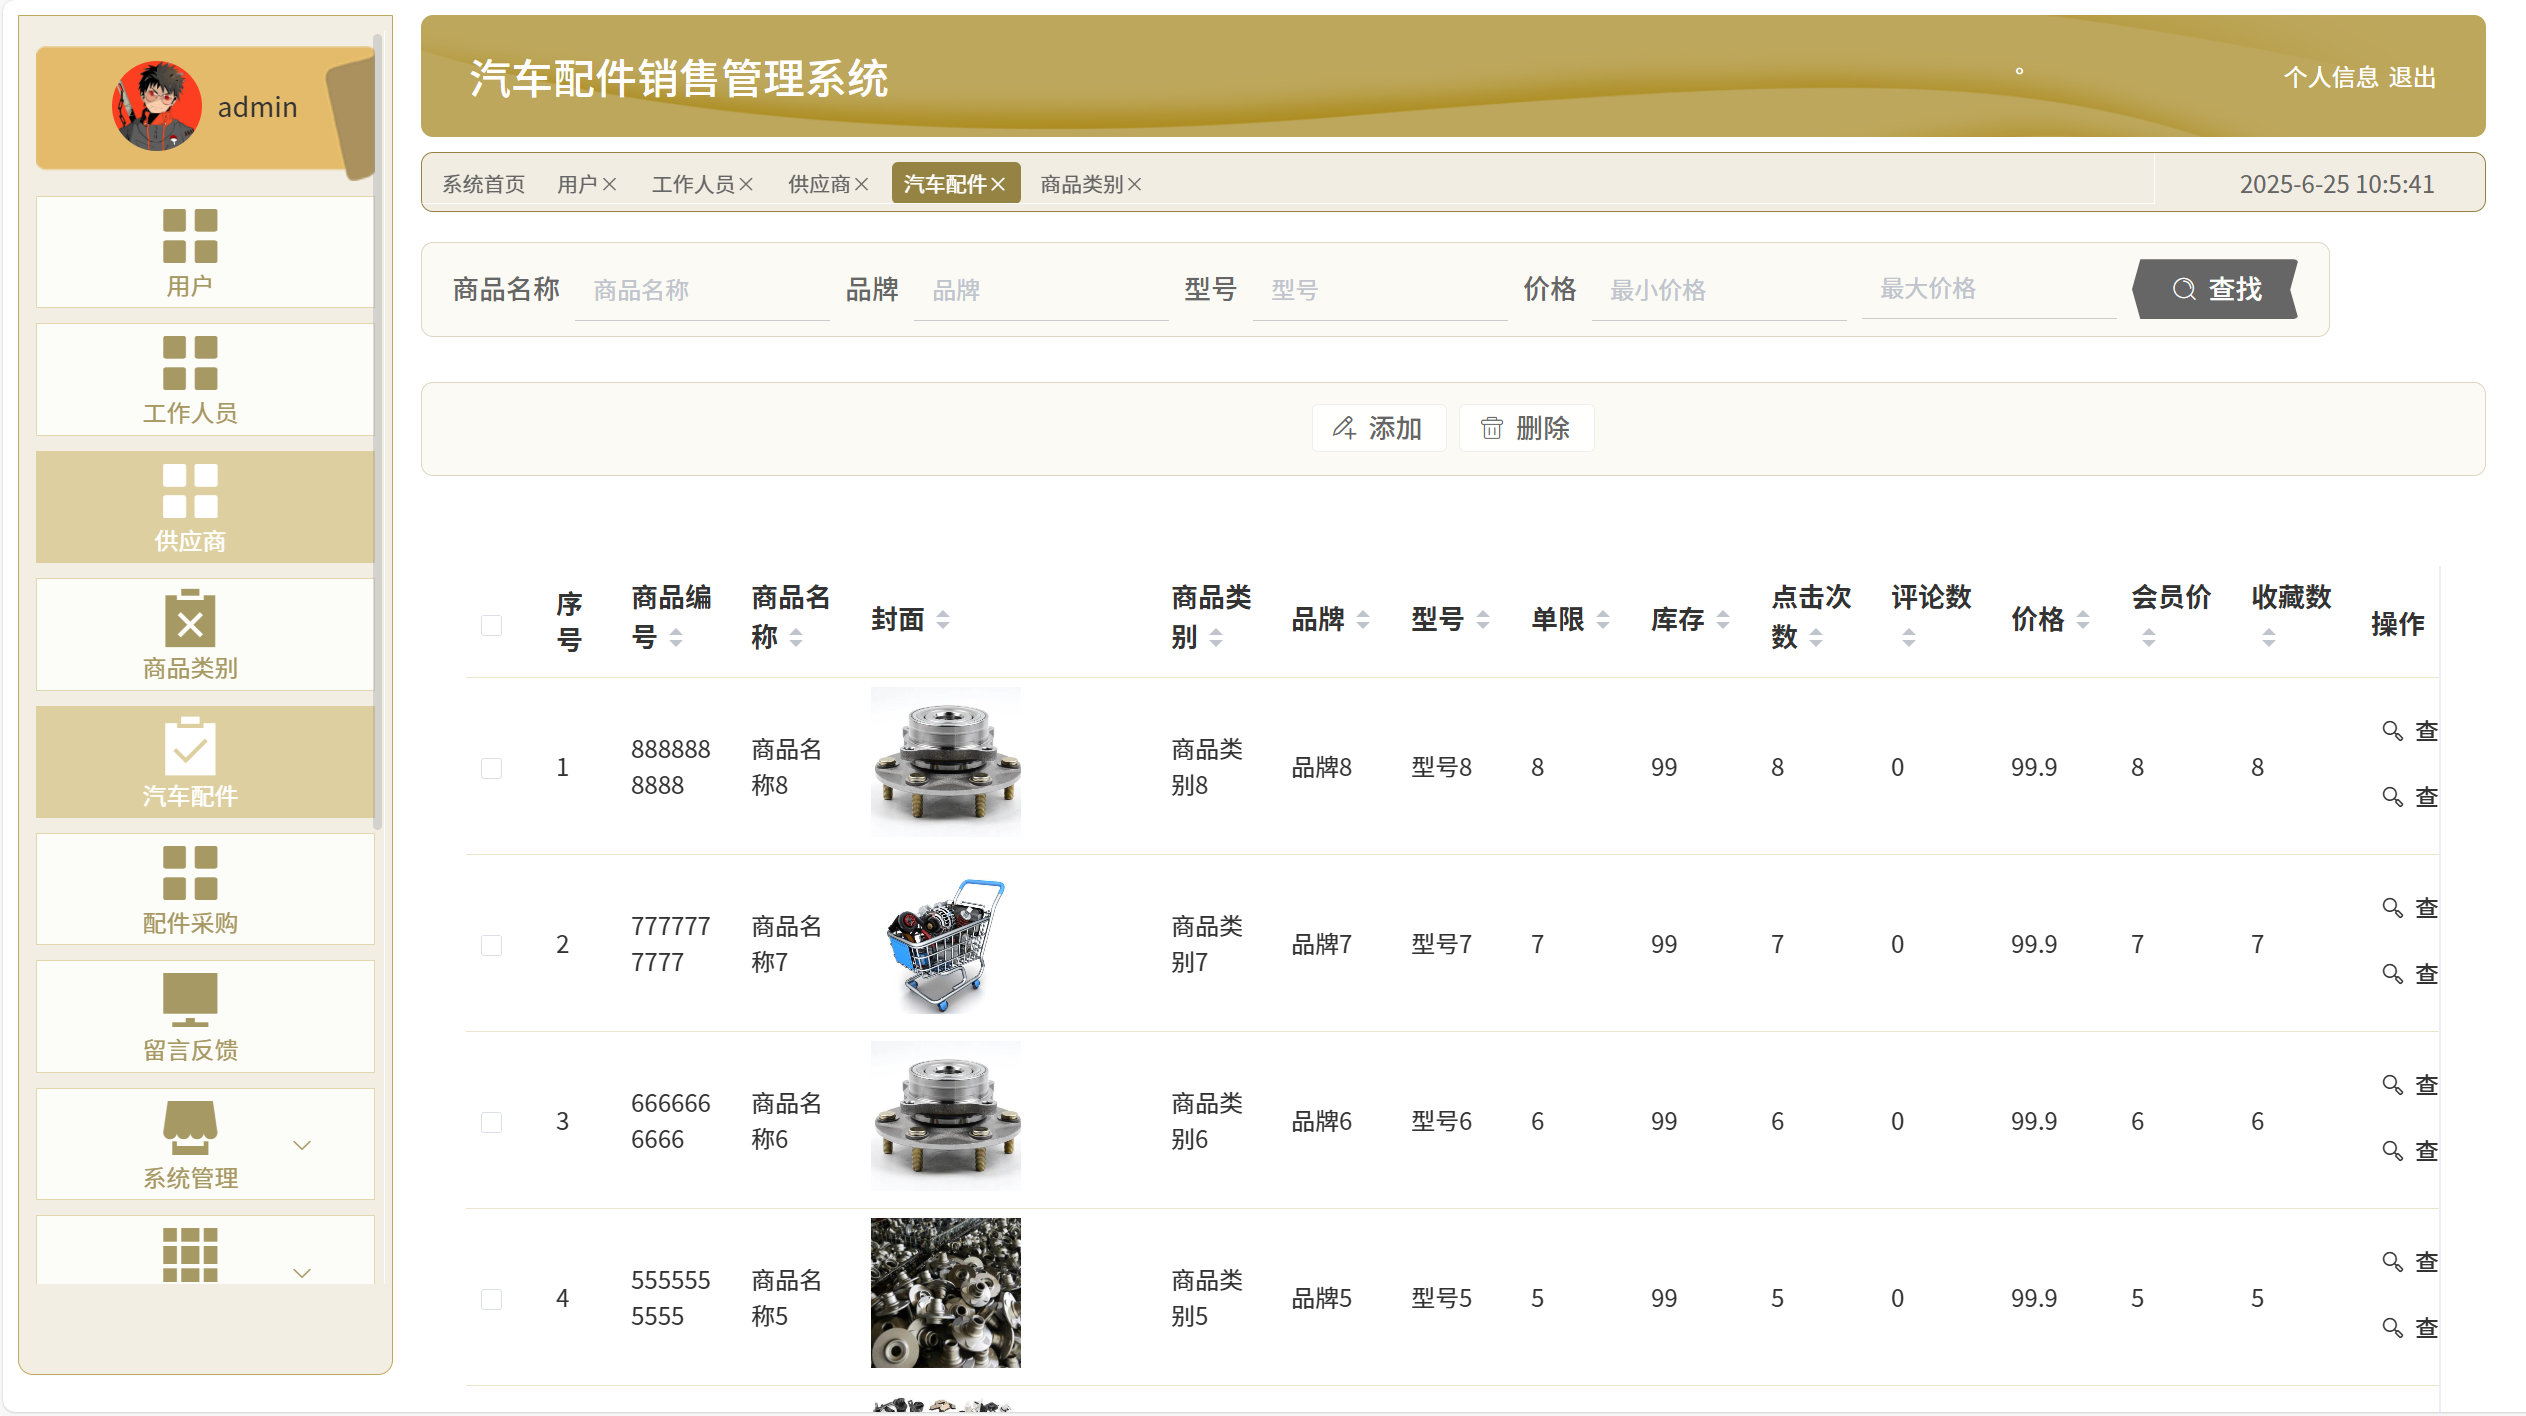 admin
用户
工作人员
供应商
商品类别
汽车配件
配件采购
留言反馈
系统管理
汽车配件销售管理系统
个人信息 退出
系统首页 用户 工作人员 供应商 汽车配件 商品类别 2025-6-25 10:5:41
商品名称 商品名称 品牌 品牌 型号 型号 价格 最小价格 最大价格 查找
添加 删除
序号 商品编号 商品名称 封面 商品类别 品牌 型号 单限 库存 点击次数 评论数 价格 会员价 收藏数 操作
1 8888888888 商品名称8 商品类别8 品牌8 型号8 8 99 8 0 99.9 8 8 查
查
2 7777777777 商品名称7 商品类别7 品牌7 型号7 7 99 7 0 99.9 7 7 查
查
3 6666666666 商品名称6 商品类别6 品牌6 型号6 6 99 6 0 99.9 6 6 查
查
4 5555555555 商品名称5 商品类别5 品牌5 型号5 5 99 5 0 99.9 5 5 查
查